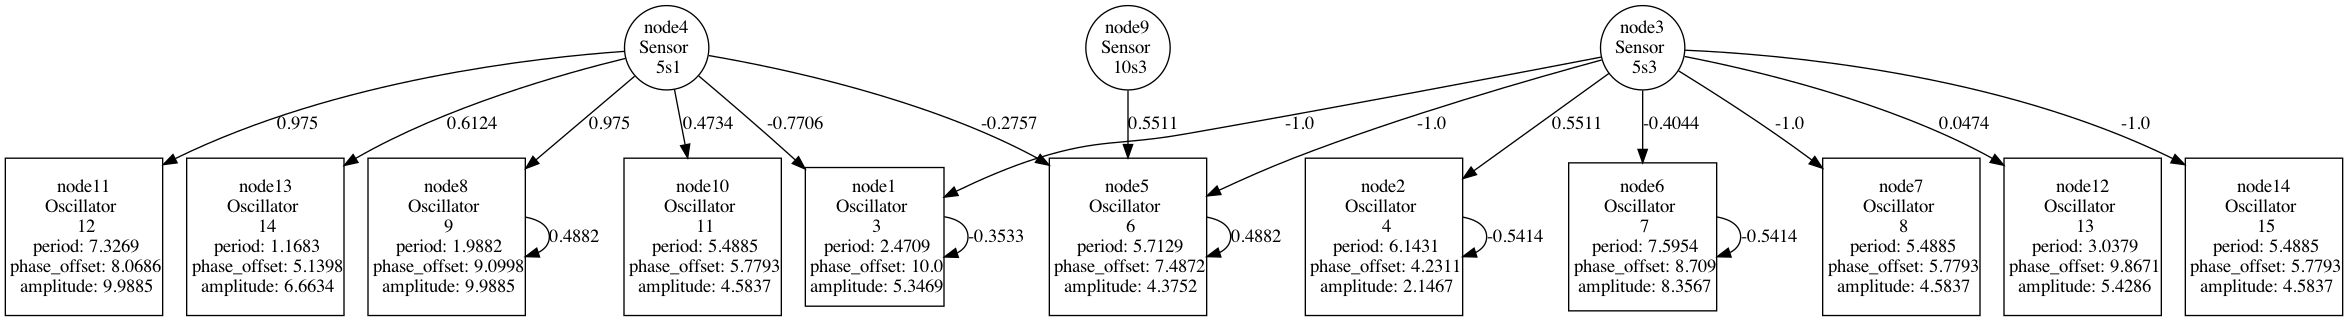 node4
Sensor
5s1
node9
Sensor
10s3
node3
Sensor
5s3
0.975
0.6124
0.975
0.4734
-0.7706
-0.2757
0.5511
-1.0
-1.0
0.5511
-0.4044
-1.0
0.0474
-1.0
node11
Oscillator
12
period: 7.3269
phase_offset: 8.0686
amplitude: 9.9885
node13
Oscillator
14
period: 1.1683
phase_offset: 5.1398
amplitude: 6.6634
node8
Oscillator
9
period: 1.9882
phase_offset: 9.0998
amplitude: 9.9885
0.4882
node10
Oscillator
11
period: 5.4885
phase_offset: 5.7793
amplitude: 4.5837
node1
Oscillator
3
period: 2.4709
phase_offset: 10.0
amplitude: 5.3469
-0.3533
node5
Oscillator
6
period: 5.7129
phase_offset: 7.4872
amplitude: 4.3752
0.4882
node2
Oscillator
4
period: 6.1431
phase_offset: 4.2311
amplitude: 2.1467
-0.5414
node6
Oscillator
7
period: 7.5954
phase_offset: 8.709
amplitude: 8.3567
-0.5414
node7
Oscillator
8
period: 5.4885
phase_offset: 5.7793
amplitude: 4.5837
node12
Oscillator
13
period: 3.0379
phase_offset: 9.8671
amplitude: 5.4286
node14
Oscillator
15
period: 5.4885
phase_offset: 5.7793
amplitude: 4.5837